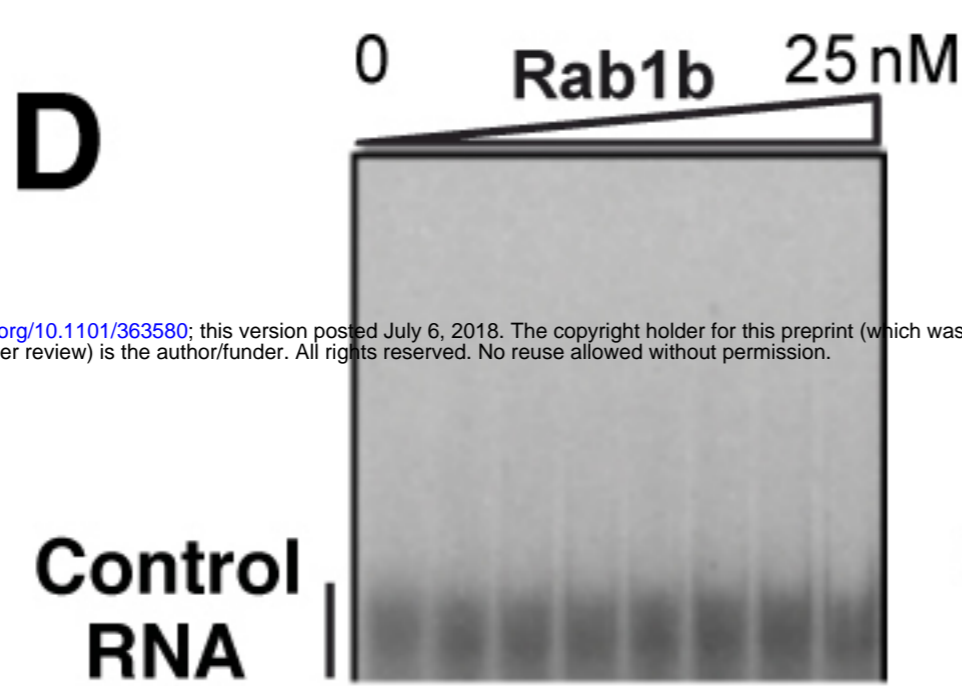 D
0 Rab1b 25 nM
org/10.1101/363580; this version posted July 6, 2018. The copyright holder for this preprint (which was
er review) is the author/funder. All rights reserved. No reuse allowed without permission.
Control
RNA